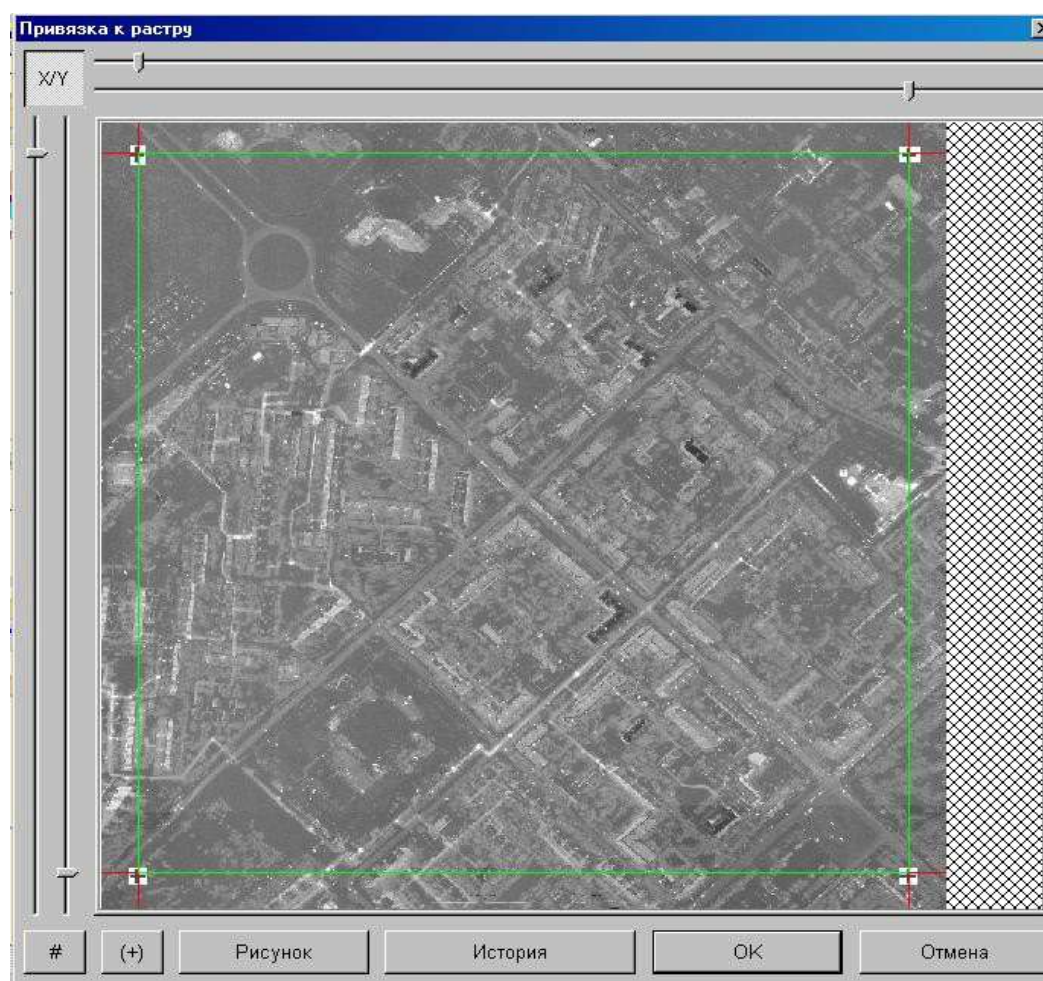 Привязка к растру
X/Y
#
(+)
Рисунок
История
OK
Отмена